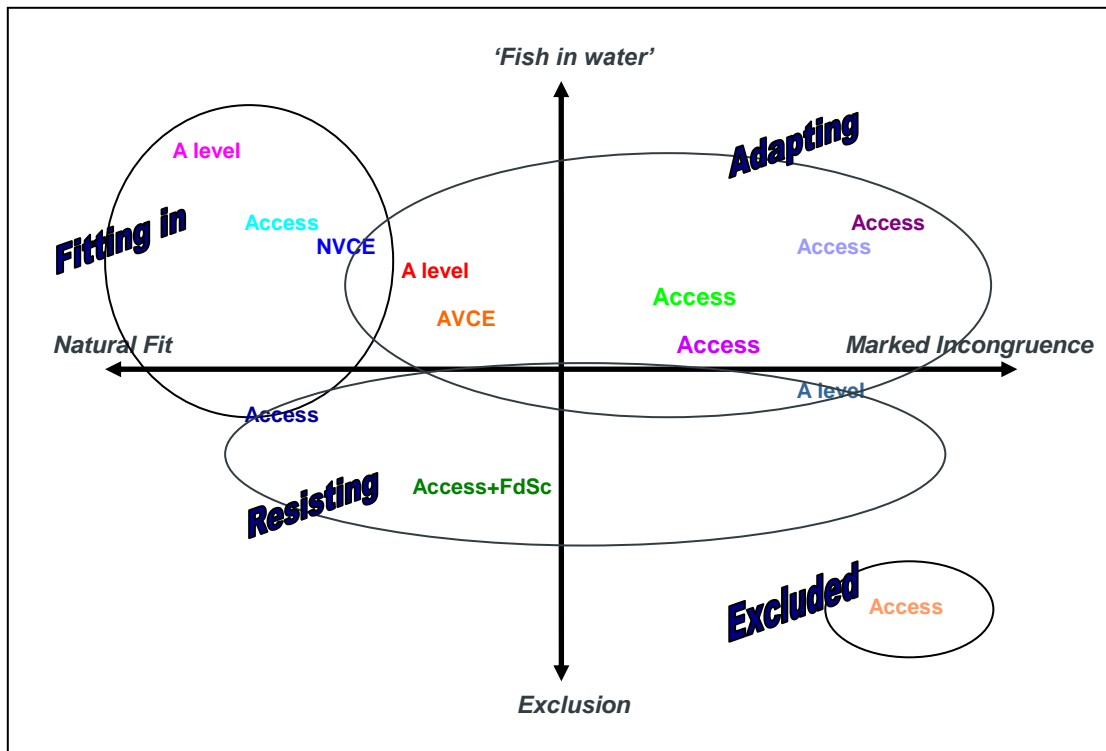 ‘Fish in water’
Adapting
A level
Fitting in
Access
Access
NVCE
Access
A level
Access
AVCE
Natural Fit
Access
Marked Incongruence
A level
Access
Resisting
Access+FdSc
Excluded
Access
Exclusion